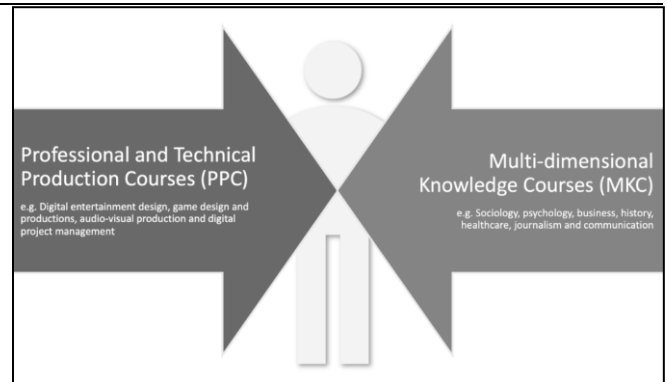 Professional and Technical
Production Courses (PPC)
e.g. Digital entertainment design, game design and
productions, audio-visual production and digital
project management
Multi-dimensional
Knowledge Courses (MKC)
e.g. Sociology, psychology, business, history,
healthcare, journalism and communication